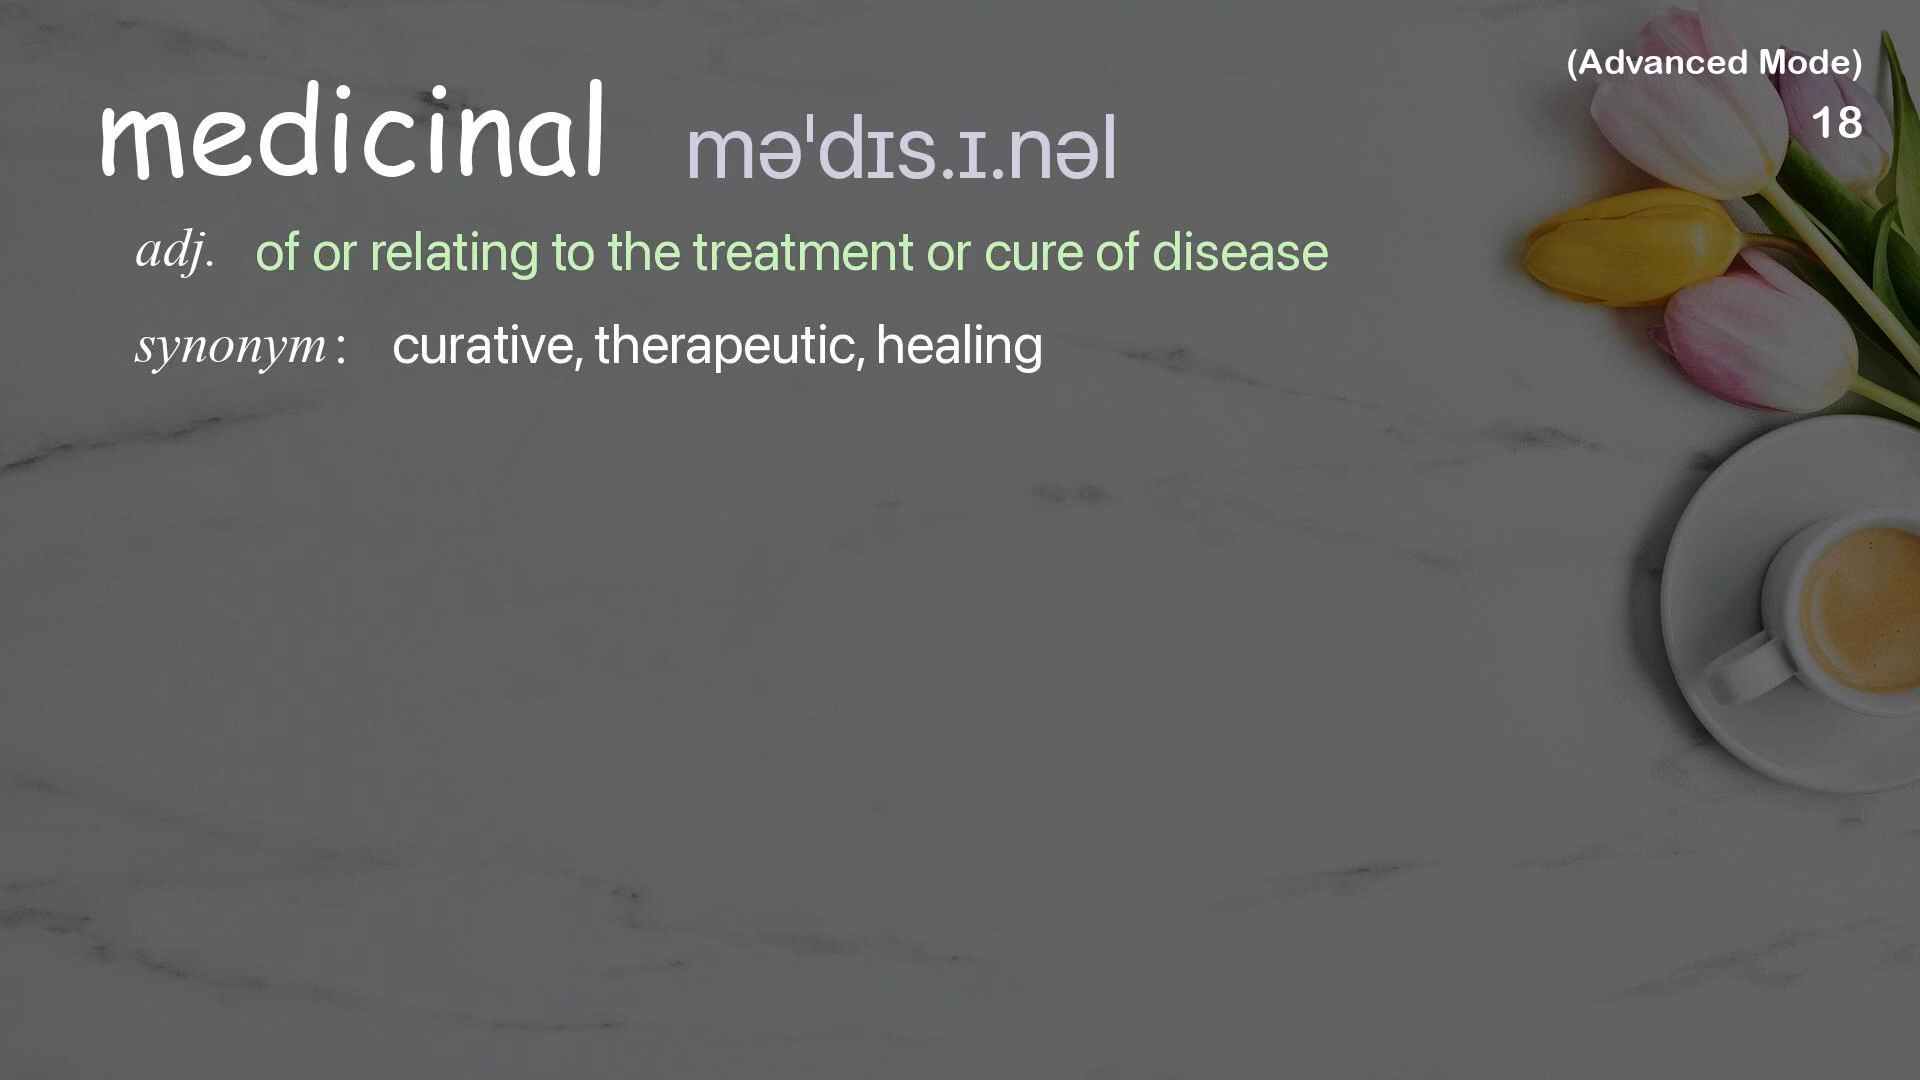 (Advanced Mode)
18
medicinal məˈdɪs.ɪ.nəl
adj. of or relating to the treatment or cure of disease
synonym: curative, therapeutic, healing